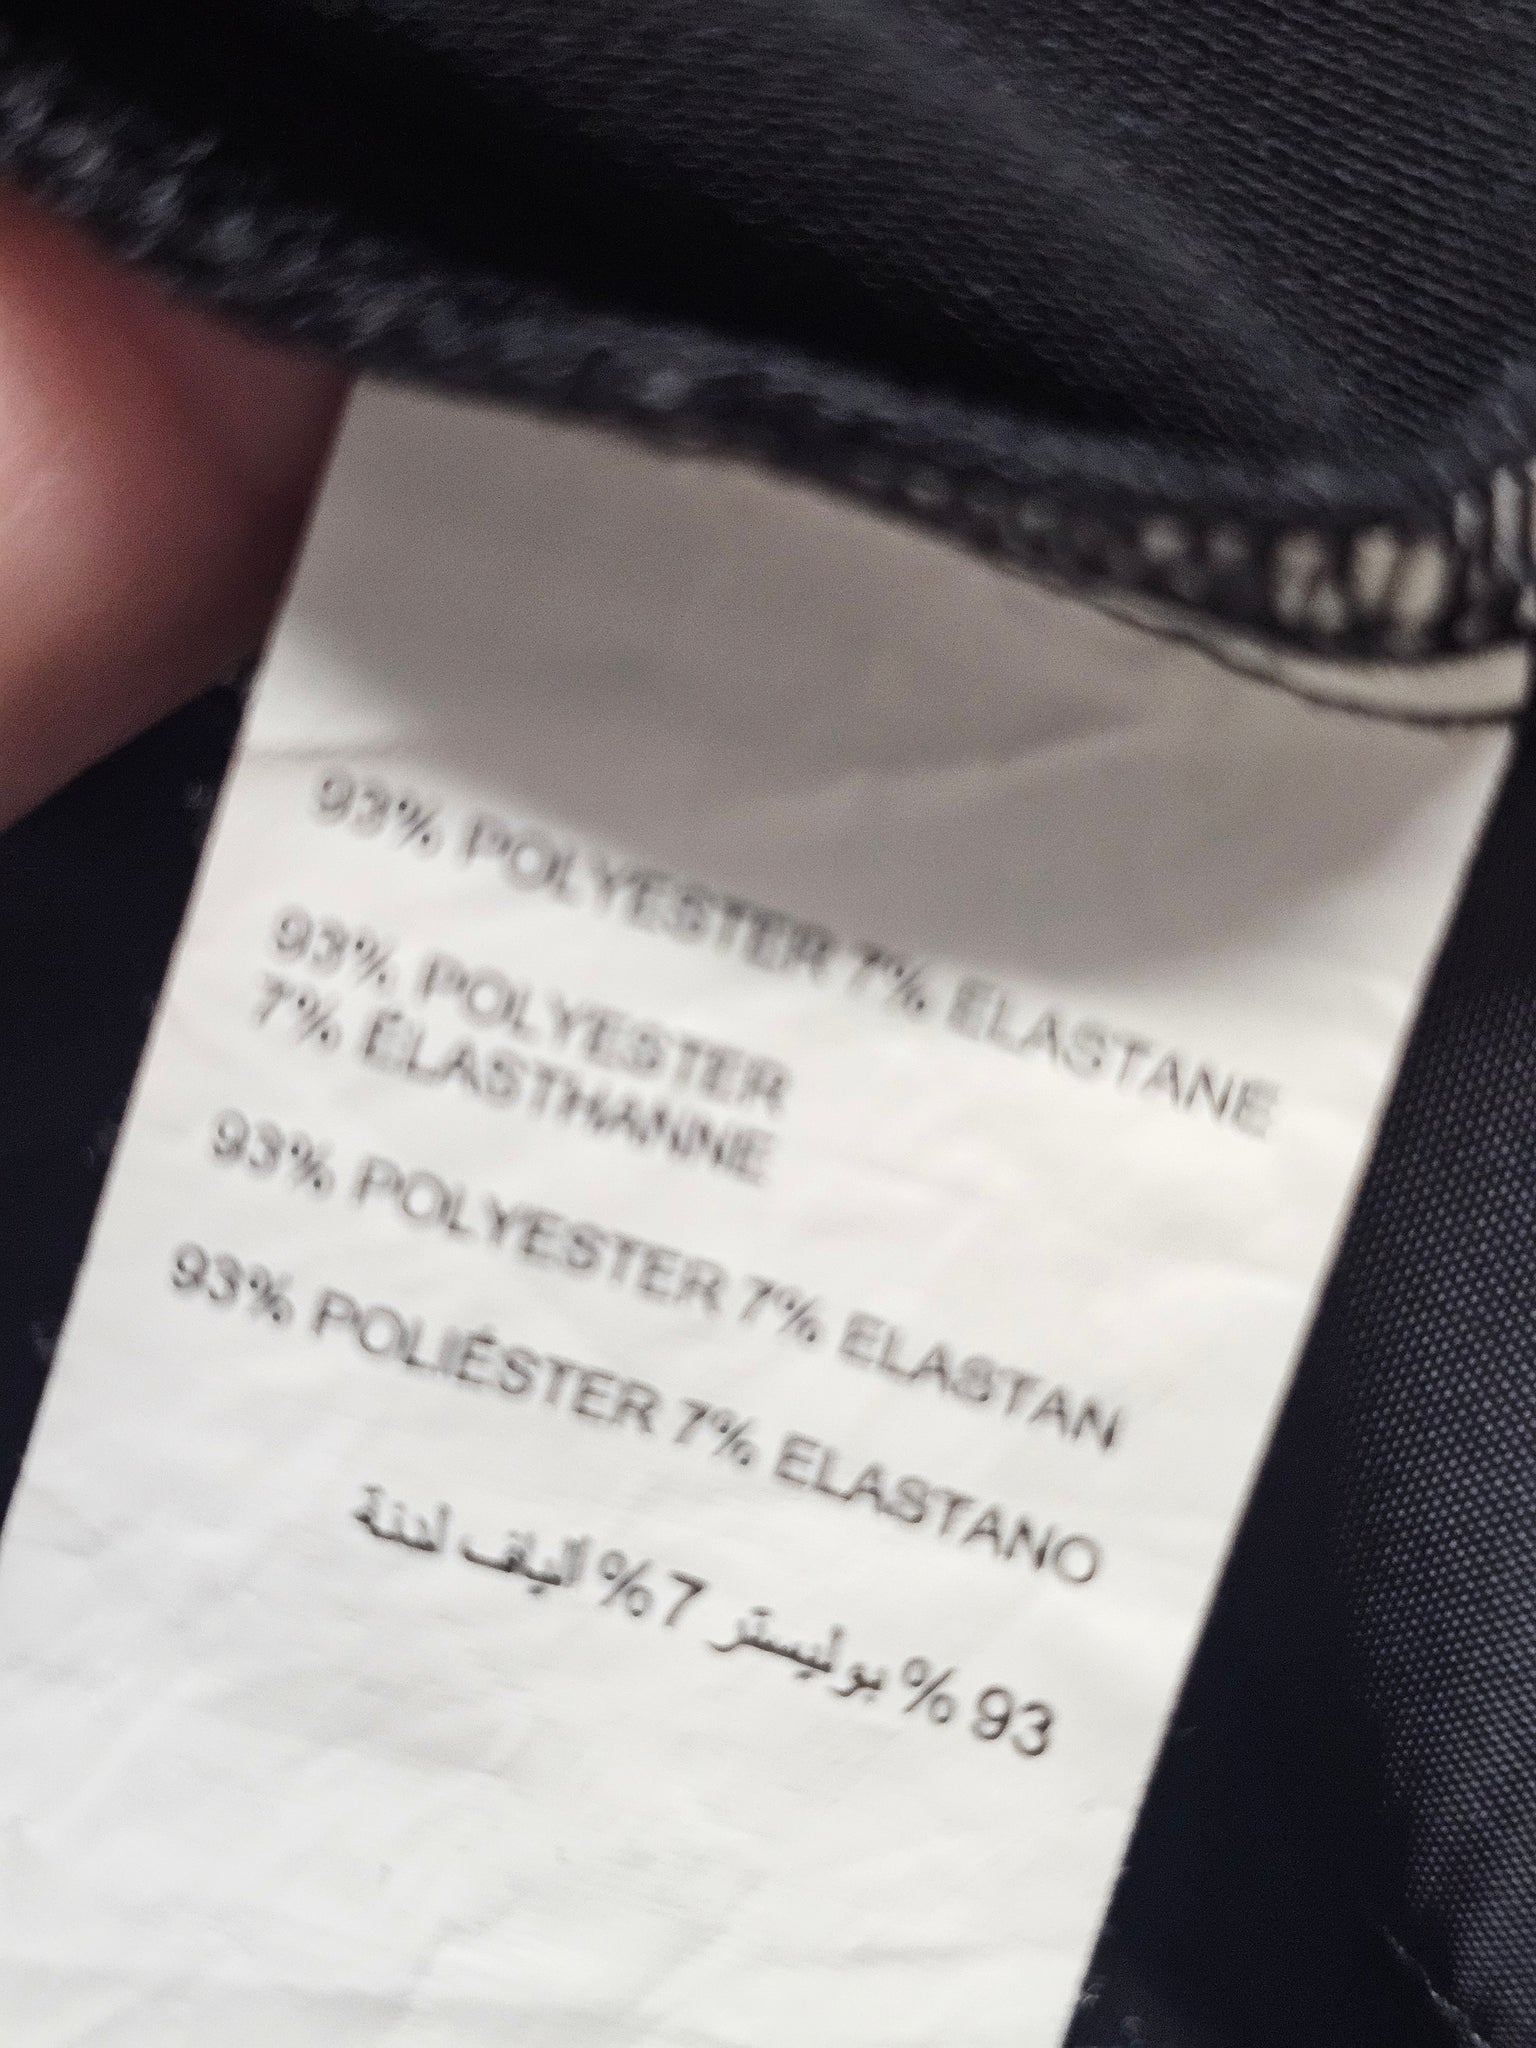 93% POLYESTER 7% ELASTANE
93% POLYESTER
7% ÉLASTHANNE
93% POLYESTER 7% ELASTAN
93% POLIÉSTER 7% ELASTANO
93 % بوليستر 7% ألياف لدنة